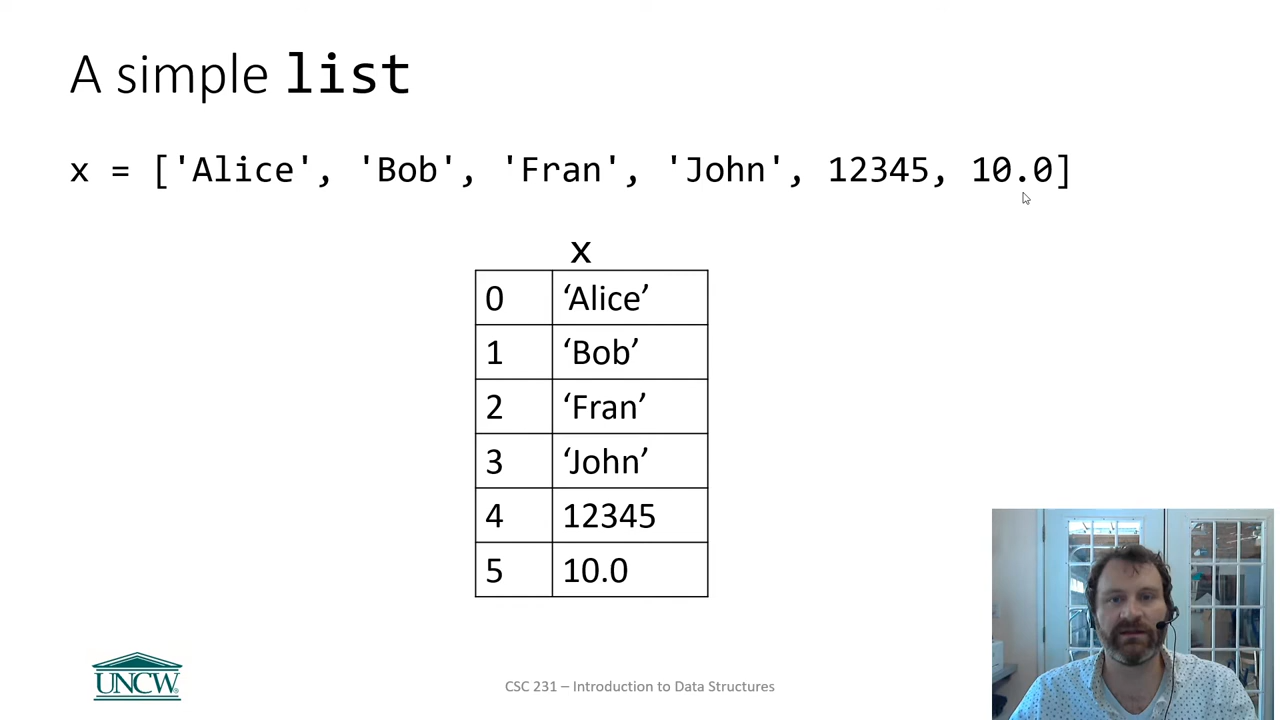 A simple list
x = ['Alice', 'Bob', 'Fran', 'John', 12345, 10.0]
x
0 ‘Alice’
1 ‘Bob’
2 ‘Fran’
3 ‘John’
4 12345
5 10.0
UNCW
CSC 231 – Introduction to Data Structures